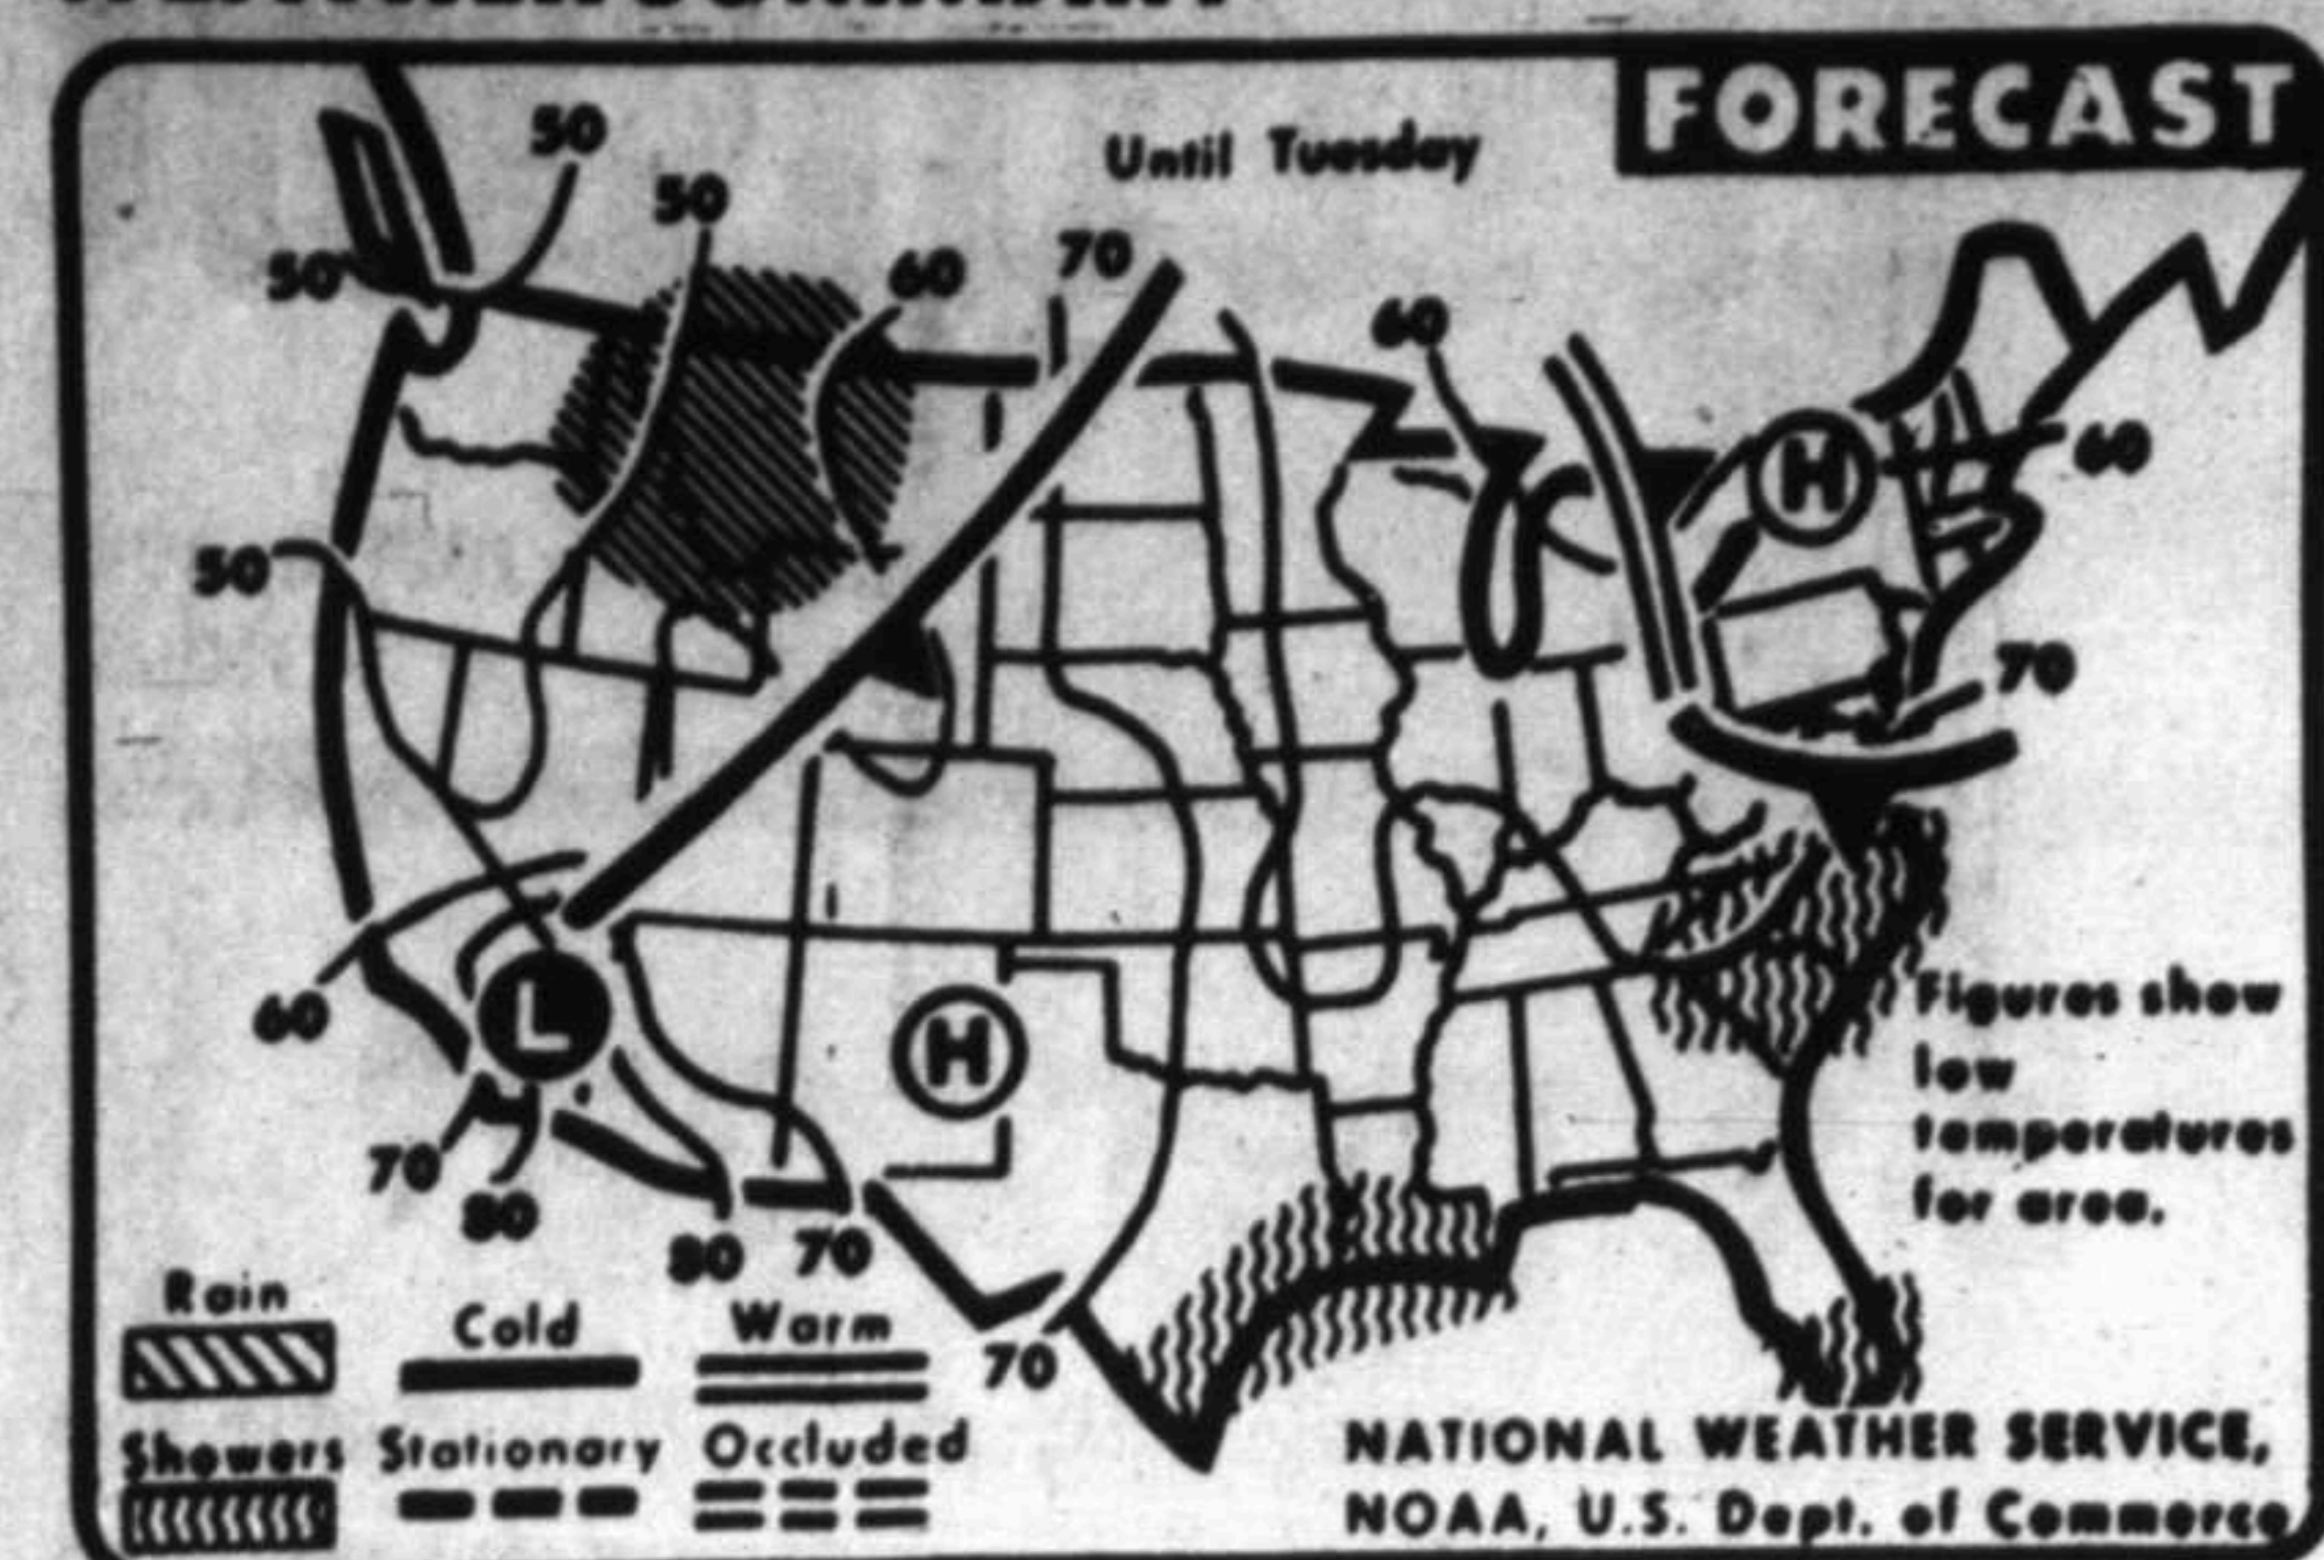 FORECAST
Until Tuesday
50
50
50
60
70
60
60
50
70
60
L
H
H
70
80
80
70
70
Figures show
low
temperatures
for area.
Rain
Cold
Warm
Showers
Stationary
Occluded
NATIONAL WEATHER SERVICE,
NOAA, U.S. Dept. of Commerce